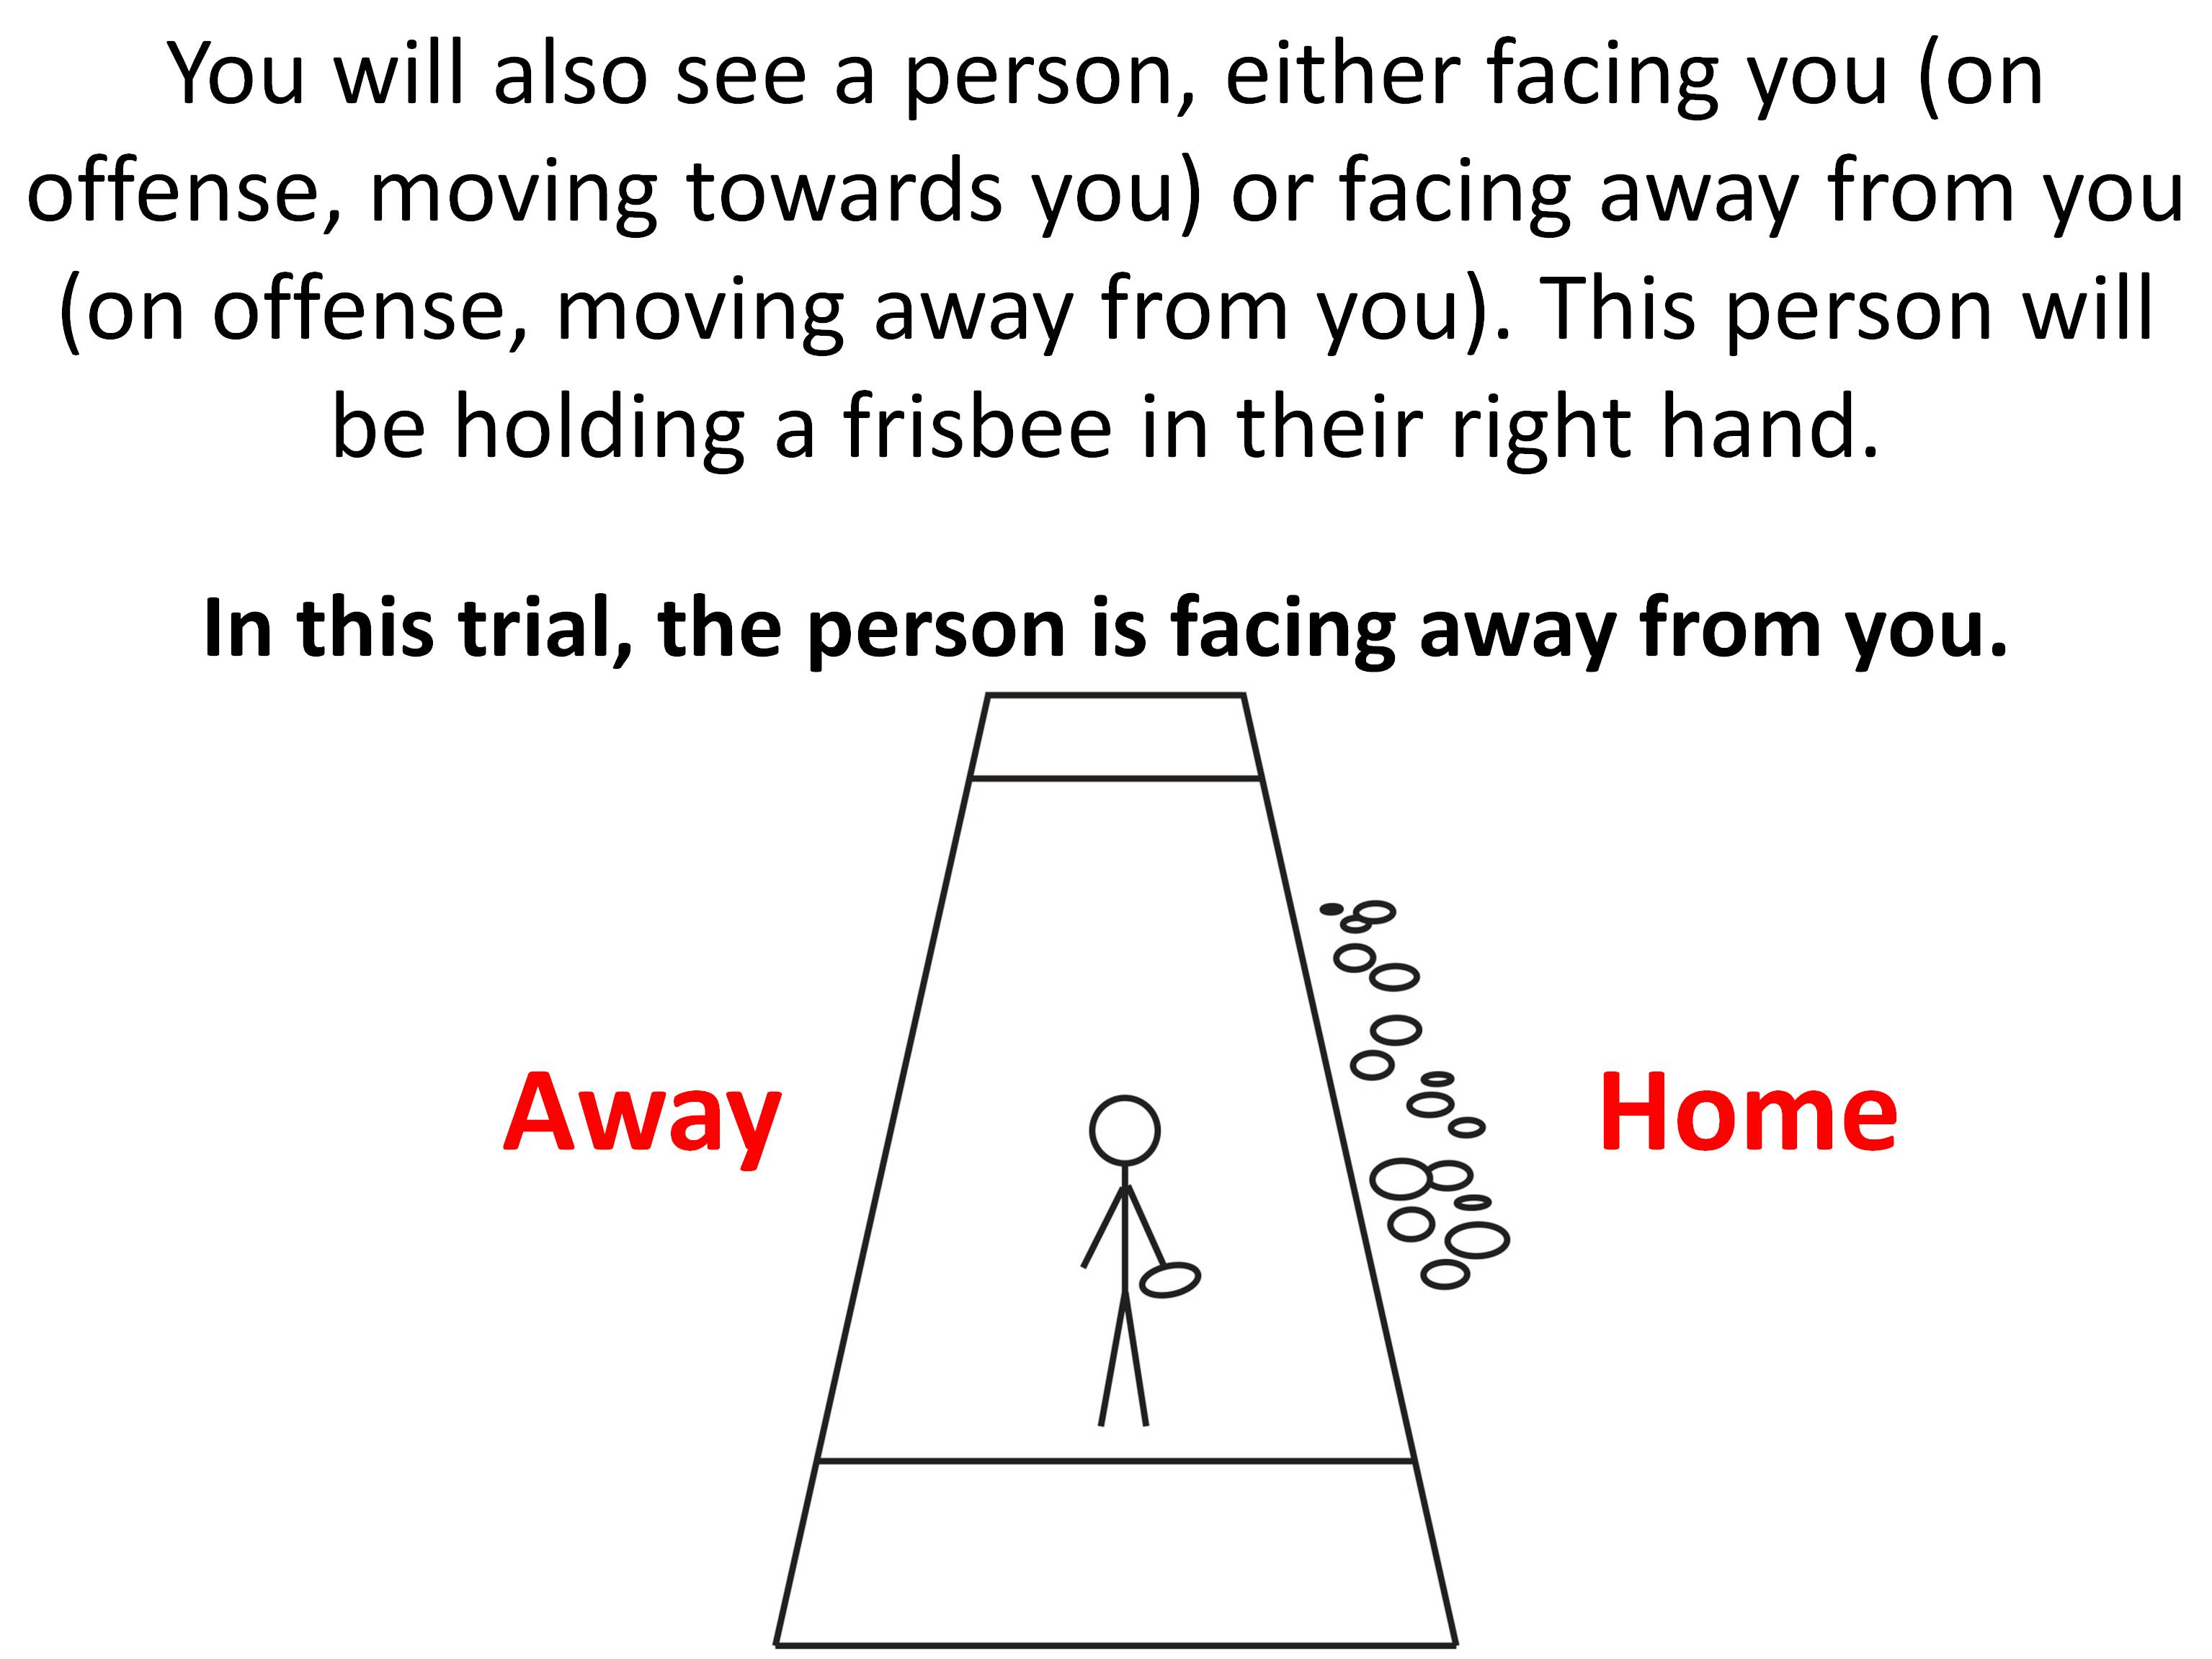 You will also see a person, either facing you (on
offense, moving towards you) or facing away from you
(on offense, moving away from you). This person will
be holding a frisbee in their right hand.
In this trial, the person is facing away from you.
Away
Home